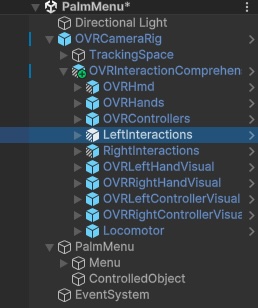 PalmMenu*
Directional Light
OVRCameraRig
TrackingSpace
OVRInteractionComprehen
OVRHmd
OVRHands
OVRControllers
LeftInteractions
RightInteractions
OVRLeftHandVisual
OVRRightHandVisual
OVRLeftControllerVisual
OVRRightControllerVisua
Locomotor
PalmMenu
Menu
ControlledObject
EventSystem